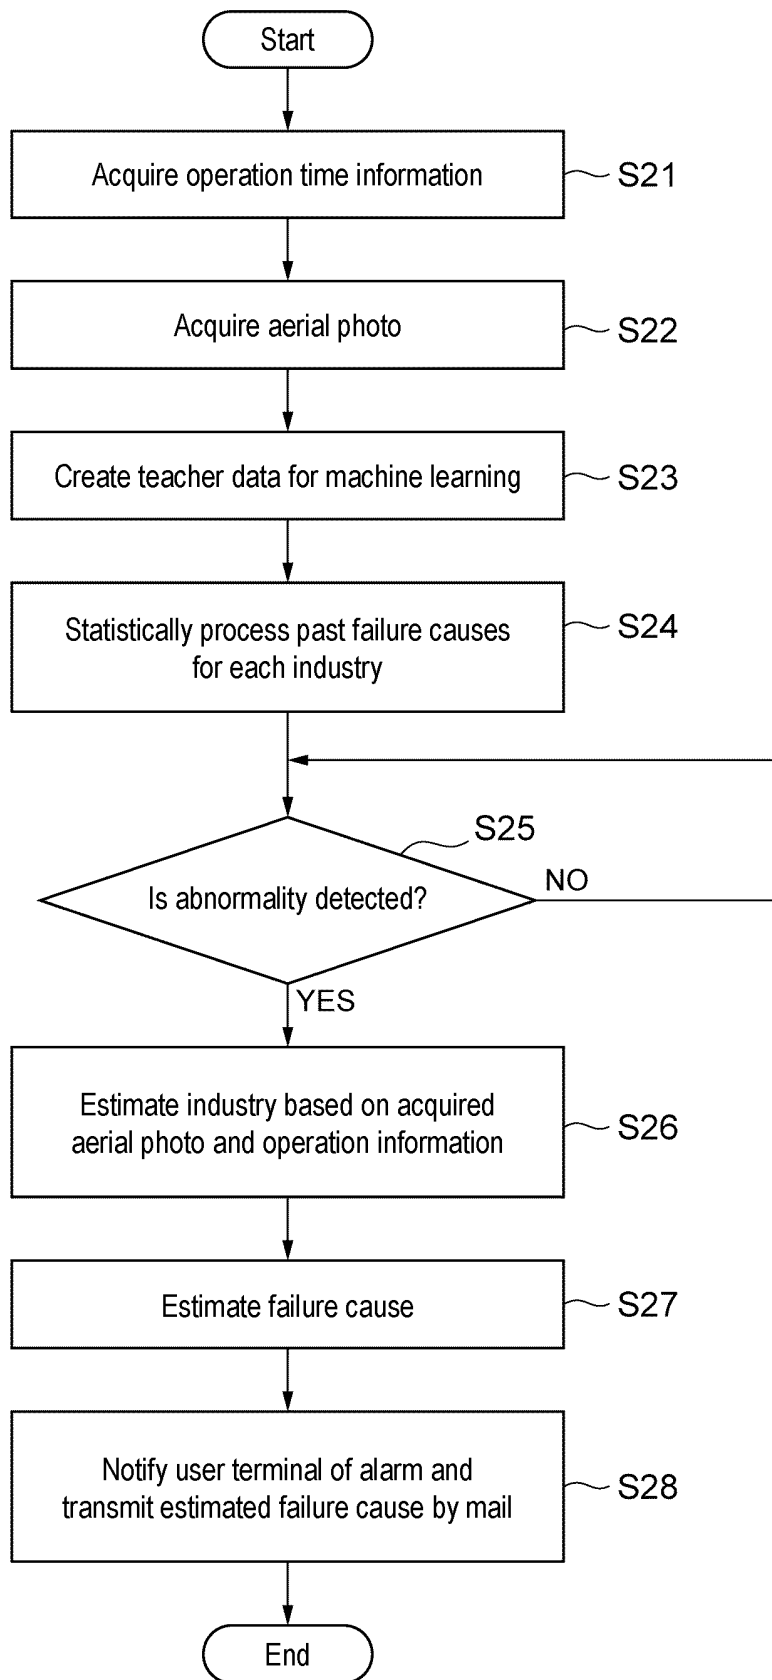 Start
Acquire operation time information
S21
Acquire aerial photo
S22
Create teacher data for machine learning
S23
Statistically process past failure causes
for each industry
S24
S25
Is abnormality detected?
NO
YES
Estimate industry based on acquired
aerial photo and operation information
S26
Estimate failure cause
S27
Notify user terminal of alarm and
transmit estimated failure cause by mail
S28
End